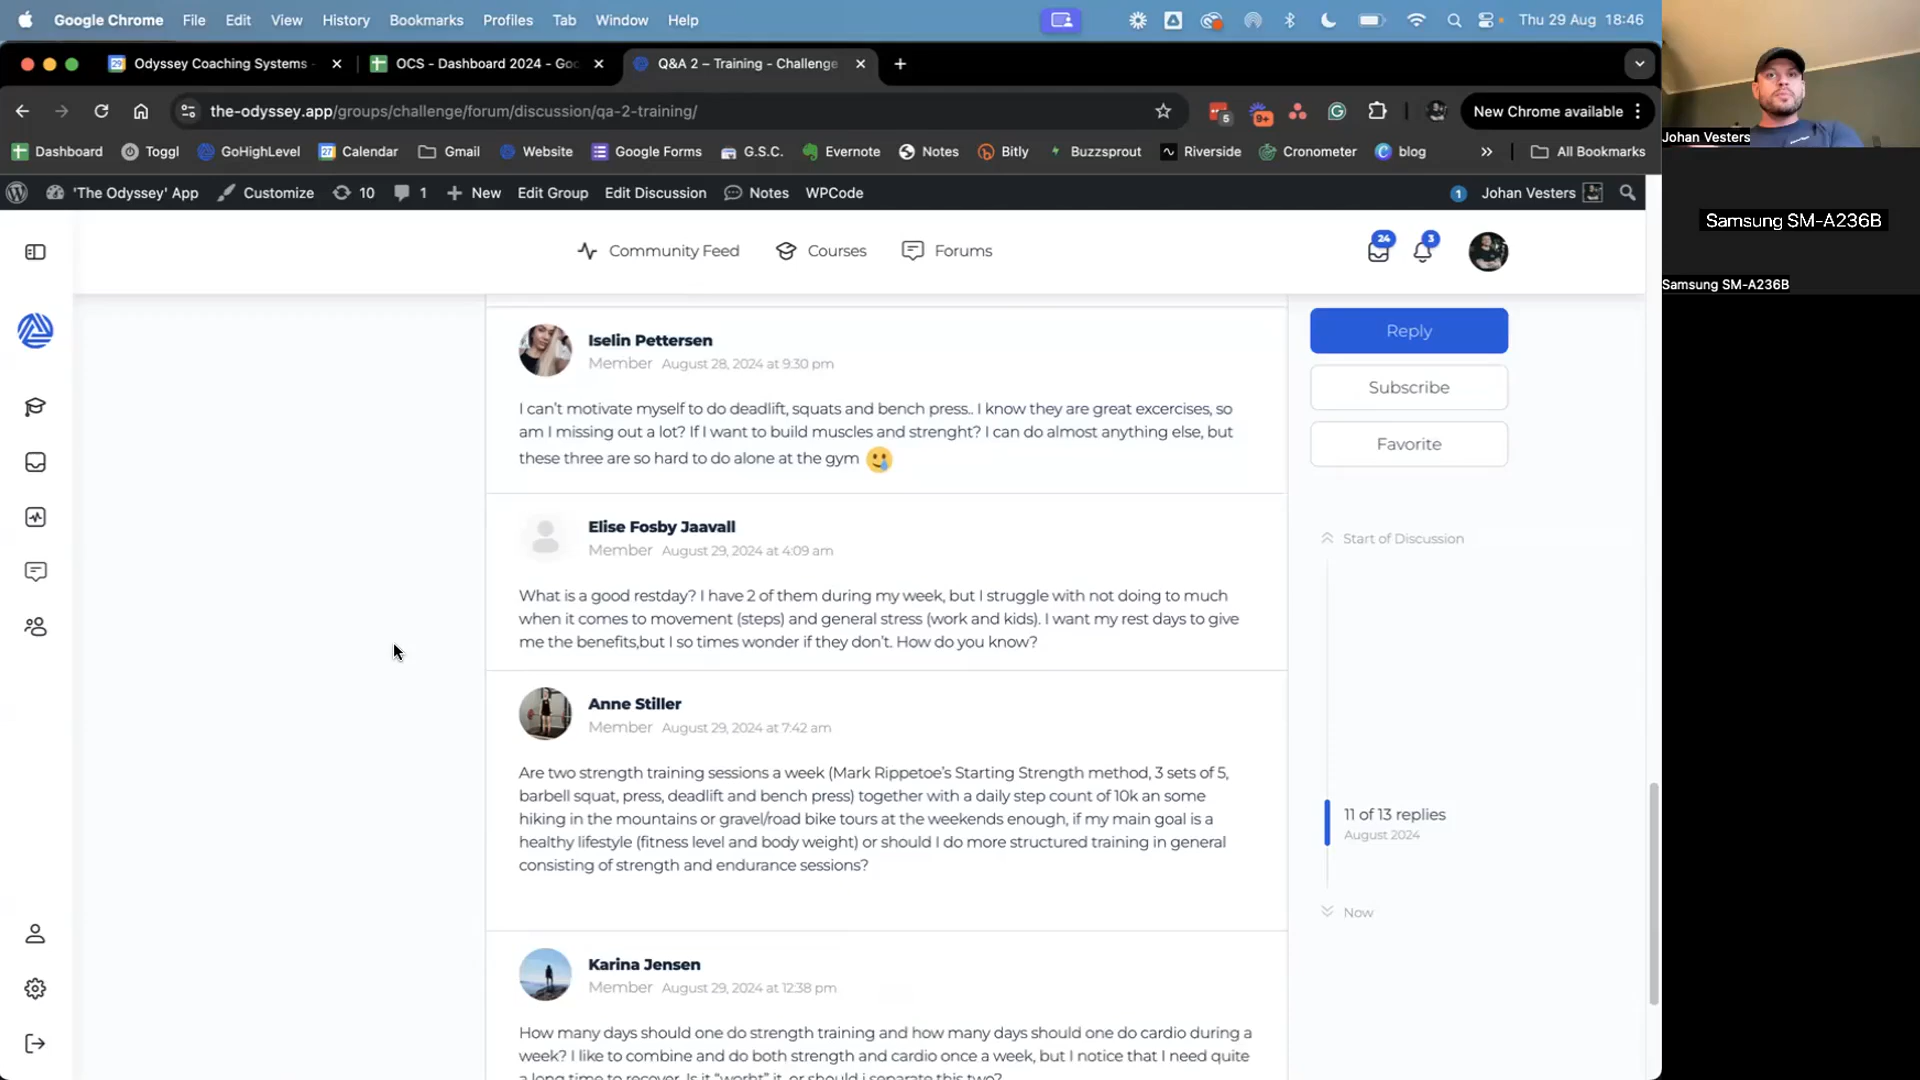 Google Chrome File Edit View History Bookmarks Profiles Tab Window Help Thu 29 Aug 18:46
29 Odyssey Coaching Systems - OCS - Dashboard 2024 - Goo Q&A 2 – Training - Challenge
the-odyssey.app/groups/challenge/forum/discussion/qa-2-training/ 5 9+ New Chrome available
Dashboard Toggl GoHighLevel 27 Calendar Gmail Website Google Forms G.S.C. Evernote Notes Bitly Buzzsprout Riverside Cronometer blog » All Bookmarks
'The Odyssey' App Customize 10 1 + New Edit Group Edit Discussion Notes WPCode 1 Johan Vesters
Community Feed Courses Forums 24 3
Iselin Pettersen
Member August 28, 2024 at 9:30 pm
I can't motivate myself to do deadlift, squats and bench press.. I know they are great excercises, so
am I missing out a lot? If I want to build muscles and strenght? I can do almost anything else, but
these three are so hard to do alone at the gym
Elise Fosby Jaavall
Member August 29, 2024 at 4:09 am
What is a good restday? I have 2 of them during my week, but I struggle with not doing to much
when it comes to movement (steps) and general stress (work and kids). I want my rest days to give
me the benefits,but I so times wonder if they don't. How do you know?
Anne Stiller
Member August 29, 2024 at 7:42 am
Are two strength training sessions a week (Mark Rippetoe's Starting Strength method, 3 sets of 5,
barbell squat, press, deadlift and bench press) together with a daily step count of 10k an some
hiking in the mountains or gravel/road bike tours at the weekends enough, if my main goal is a
healthy lifestyle (fitness level and body weight) or should I do more structured training in general
consisting of strength and endurance sessions?
Karina Jensen
Member August 29, 2024 at 12:38 pm
How many days should one do strength training and how many days should one do cardio during a
week? I like to combine and do both strength and cardio once a week, but I notice that I need quite
a long time to recover. Is it "worht" it, or should i separate this two?
Reply
Subscribe
Favorite
Start of Discussion
11 of 13 replies
August 2024
Now
Johan Vesters
Samsung SM-A236B
Samsung SM-A236B